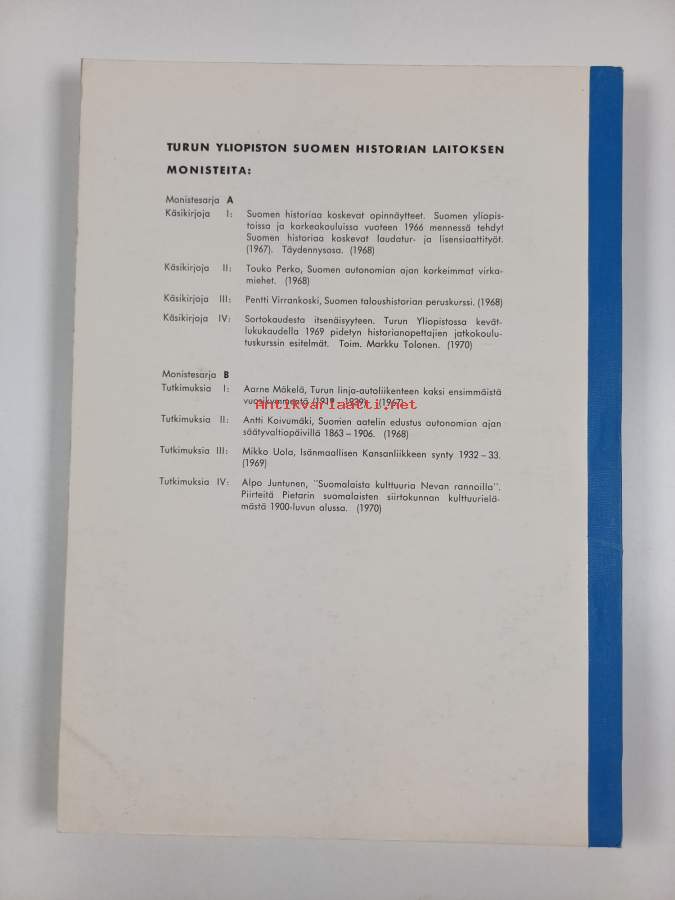 TURUN YLIOPISTON SUOMEN HISTORIAN LAITOKSEN
MONISTEITA:
Monistesarja A
Käsikirjoja I: Suomen historiaa koskevat opinnäytteet. Suomen yliopis-
toissa ja korkeakouluissa vuoteen 1966 mennessä tehdyt
Suomen historiaa koskevat laudatur- ja lisensiaattityöt.
(1967). Täydennysosa. (1968)
Käsikirjoja II: Touko Perko, Suomen autonomian ajan korkeimmat virka-
miehet. (1968)
Käsikirjoja III: Pentti Virrankoski, Suomen taloushistorian peruskurssi. (1968)
Käsikirjoja IV: Sortokaudesta itsenäisyyteen. Turun Yliopistossa kevät-
lukukaudella 1969 pidetyn historianopettajien jatkokoulu-
tuskurssin esitelmät. Toim. Markku Tolonen. (1970)
Monistesarja B
Tutkimuksia I: Aarne Mäkelä, Turun linja-autoliikenteen kaksi ensimmäistä
vuosikymmentä (1919 – 1939). (1967)
Antikvariaatti.net
Tutkimuksia II: Antti Koivumäki, Suomen aatelin edustus autonomian ajan
säätyvaltiopäivillä 1863 – 1906. (1968)
Tutkimuksia III: Mikko Uola, Isänmaallisen Kansanliikkeen synty 1932 – 33.
(1969)
Tutkimuksia IV: Alpo Juntunen, "Suomalaista kulttuuria Nevan rannoilla".
Piirteitä Pietarin suomalaisten siirtokunnan kulttuurielä-
mästä 1900-luvun alussa. (1970)